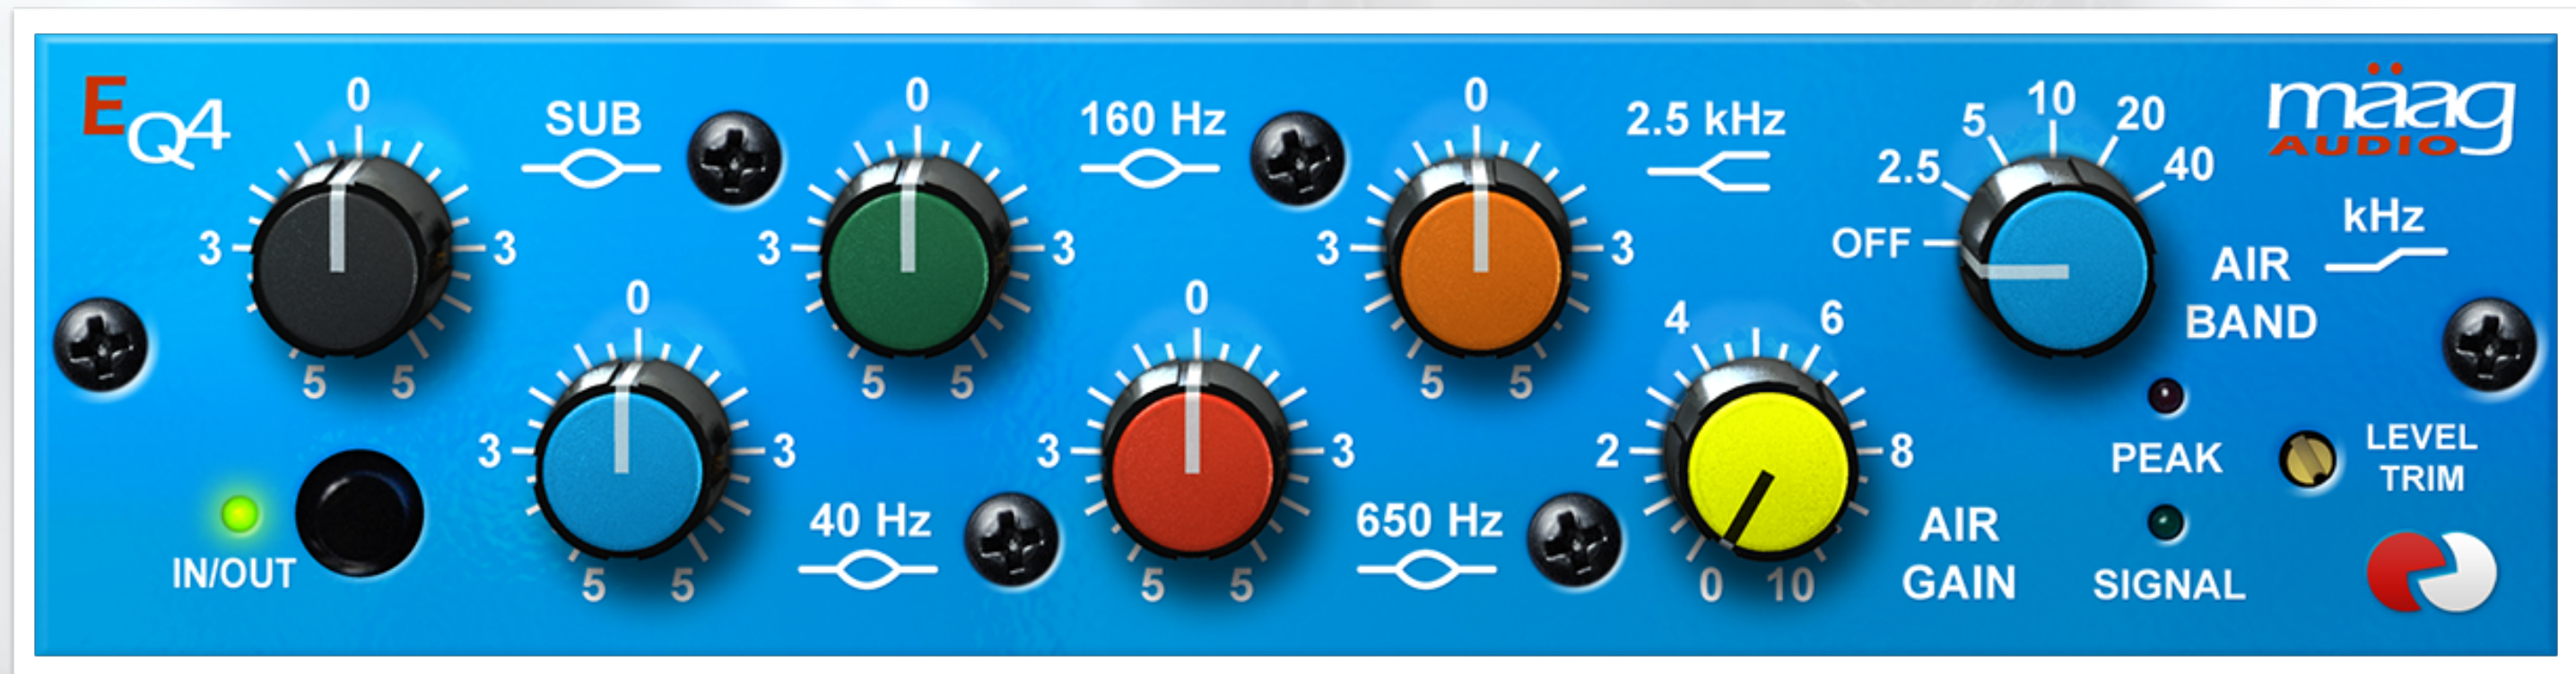 EQ4
0
3
3
5
5
SUB
0
3
3
5
5
40 Hz
0
3
3
5
5
160 Hz
0
3
3
5
5
650 Hz
0
3
3
5
5
2.5 kHz
4
6
2
8
0
10
AIR
GAIN
OFF
2.5
5
10
20
40
kHz
AIR
BAND
mäag
AUDIO
PEAK
SIGNAL
LEVEL
TRIM
IN/OUT